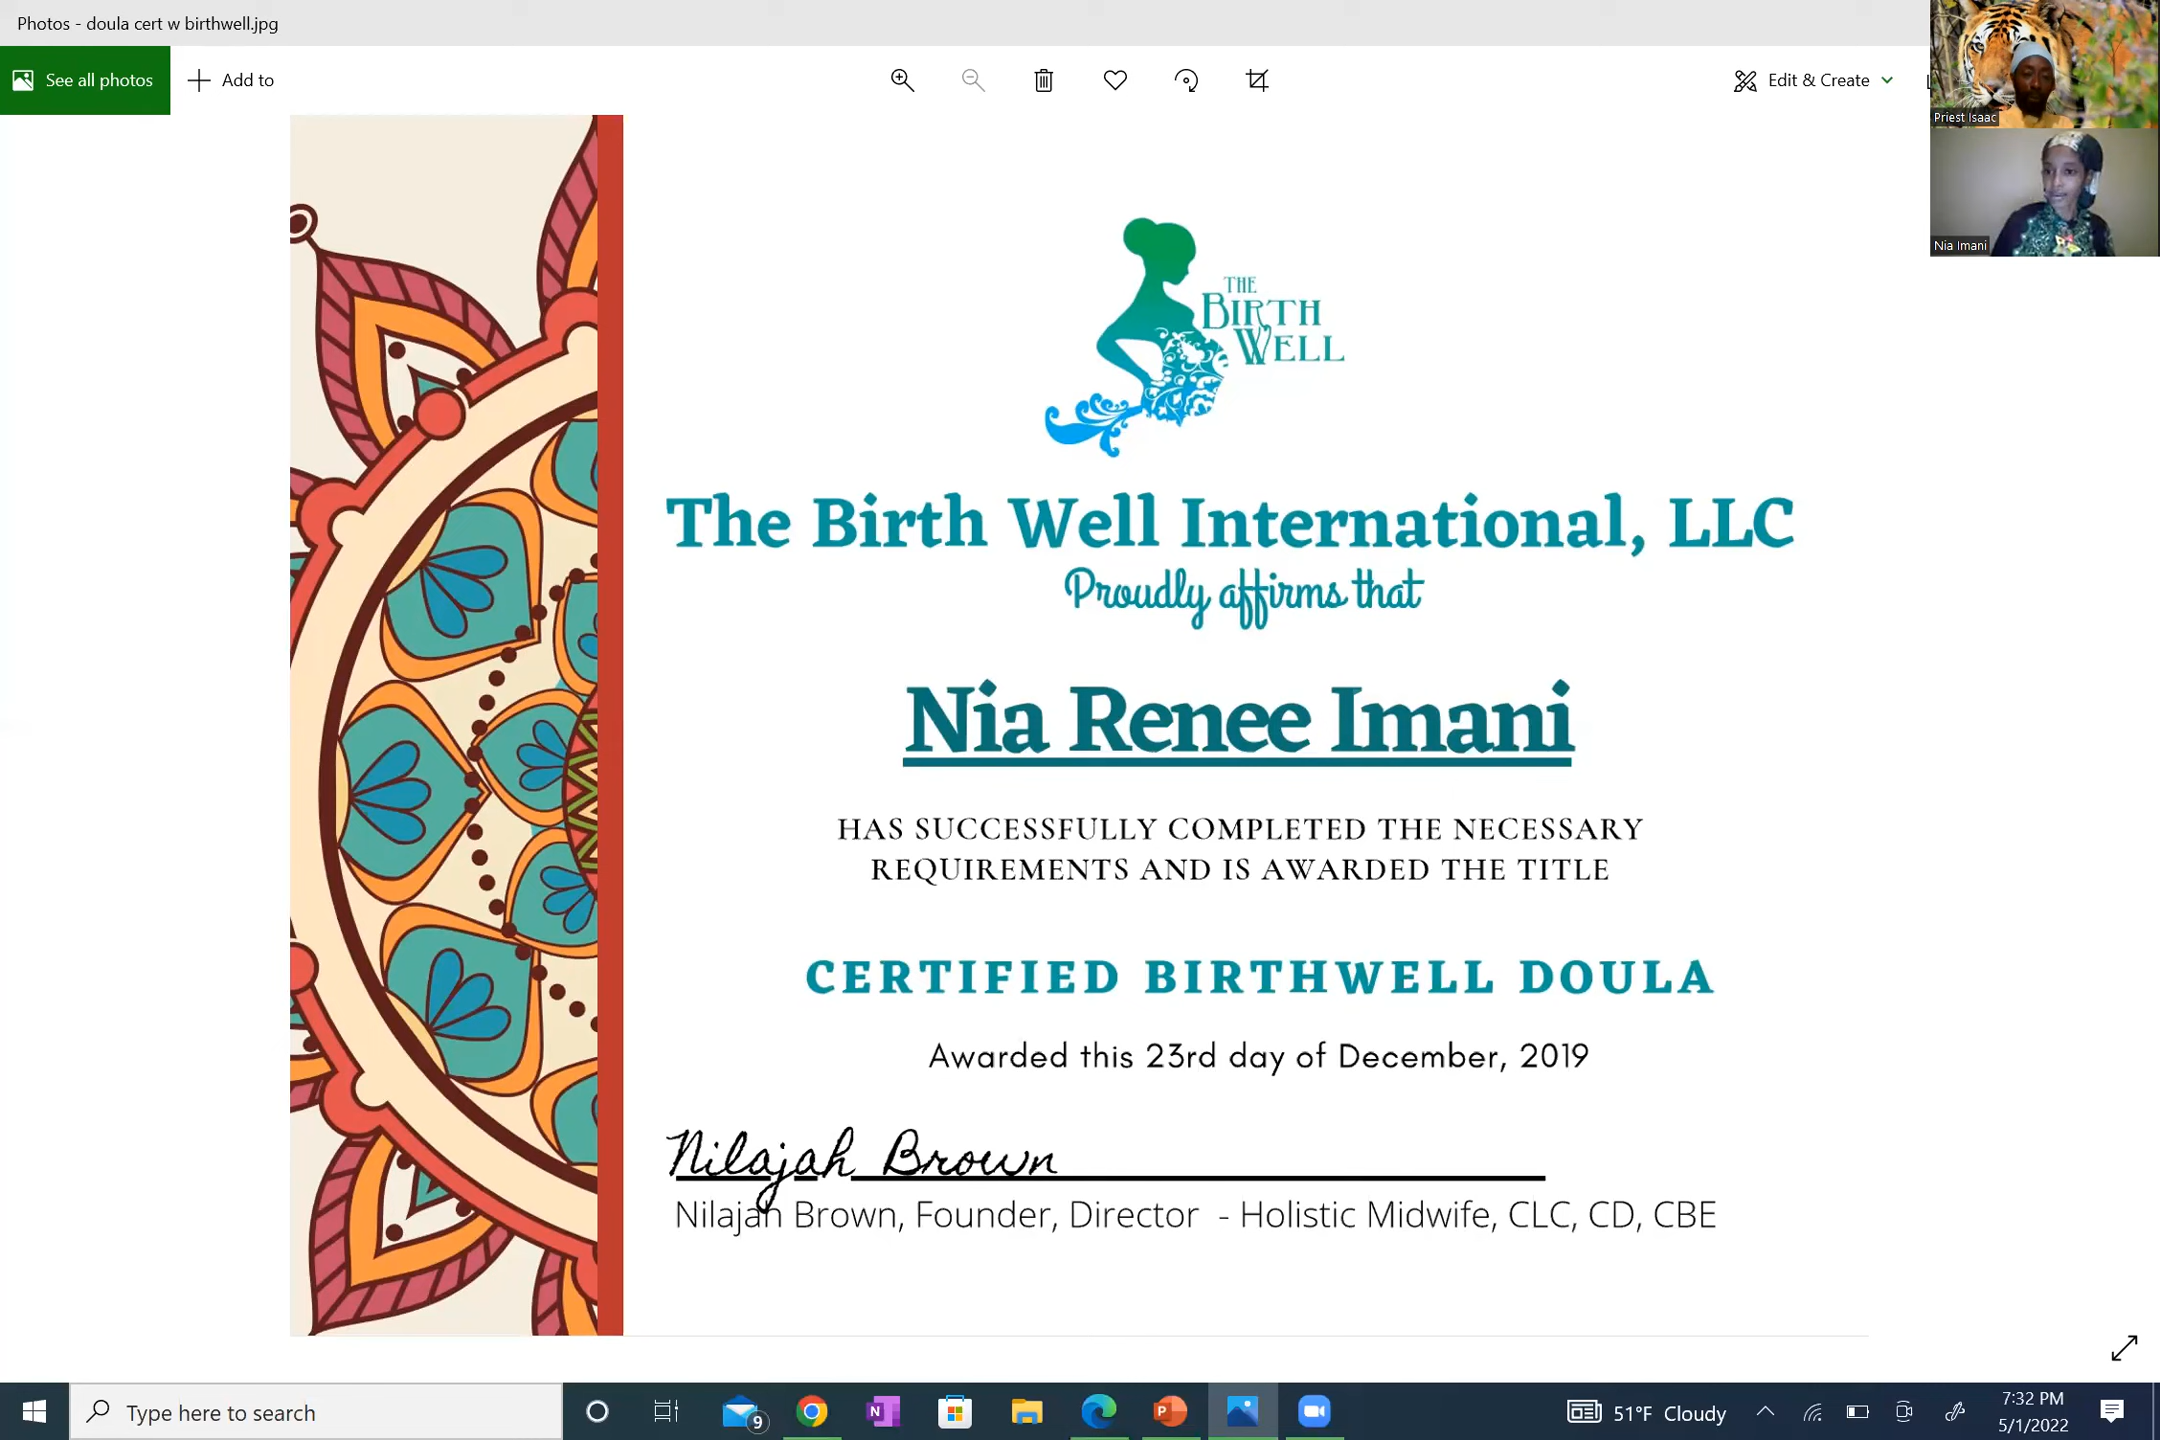 Photos - doula cert w birthwell.jpg
See all photos
Add to
Edit & Create
Priest Isaac
Nia Imani
THE
BIRTH
WELL
The Birth Well International, LLC
Proudly affirms that
Nia Renee Imani
HAS SUCCESSFULLY COMPLETED THE NECESSARY
REQUIREMENTS AND IS AWARDED THE TITLE
CERTIFIED BIRTHWELL DOULA
Awarded this 23rd day of December, 2019
Nilajah Brown
Nilajah Brown, Founder, Director - Holistic Midwife, CLC, CD, CBE
Type here to search
9
N
P
51°F Cloudy
7:32 PM
5/1/2022